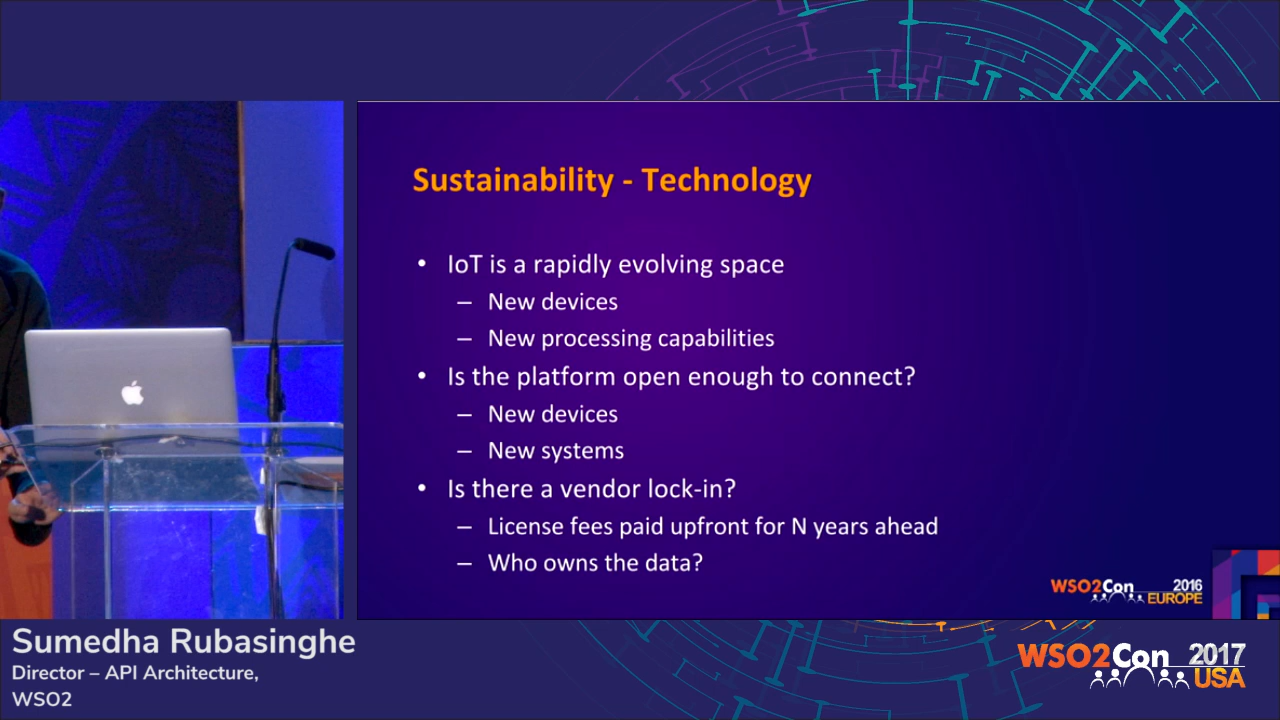 Sustainability - Technology
• IoT is a rapidly evolving space
– New devices
– New processing capabilities
• Is the platform open enough to connect?
– New devices
– New systems
• Is there a vendor lock-in?
– License fees paid upfront for N years ahead
– Who owns the data?
WSO2Con 2016
EUROPE
Sumedha Rubasinghe
Director – API Architecture,
WSO2
WSO2Con 2017
USA